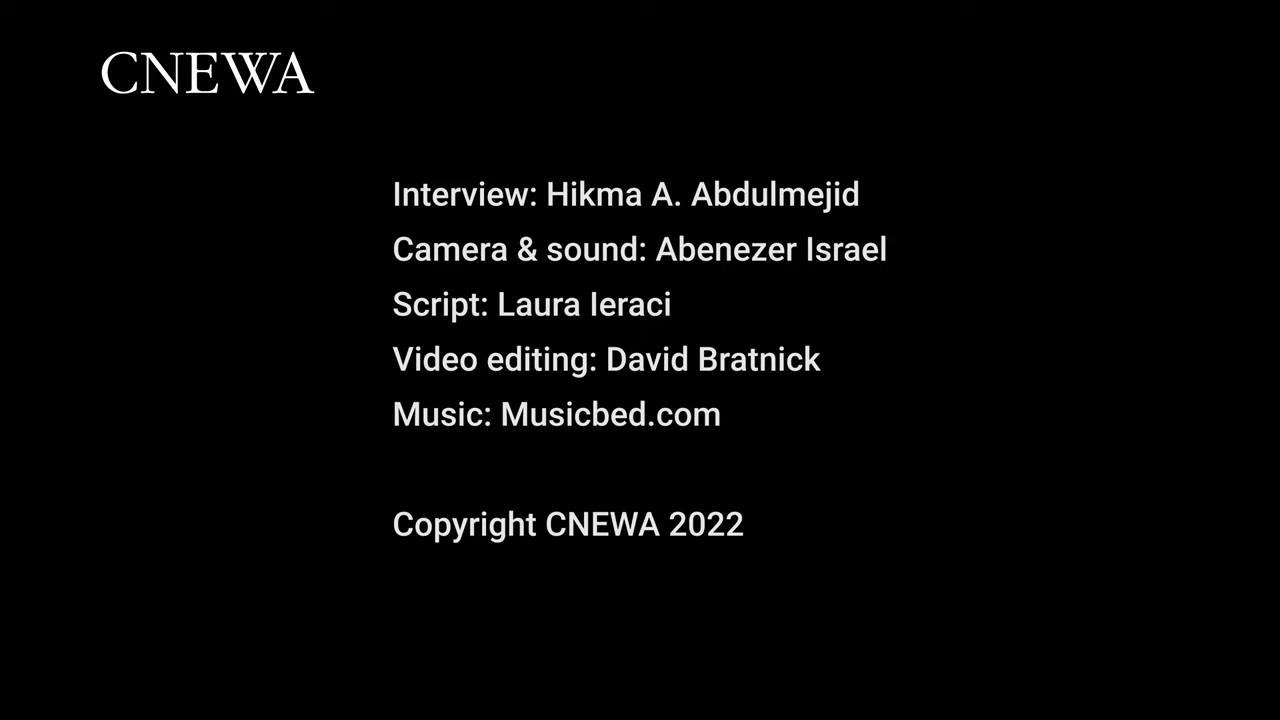 CNEWA
Interview: Hikma A. Abdulmejid
Camera & sound: Abenezer Israel
Script: Laura Ieraci
Video editing: David Bratnick
Music: Musicbed.com
Copyright CNEWA 2022